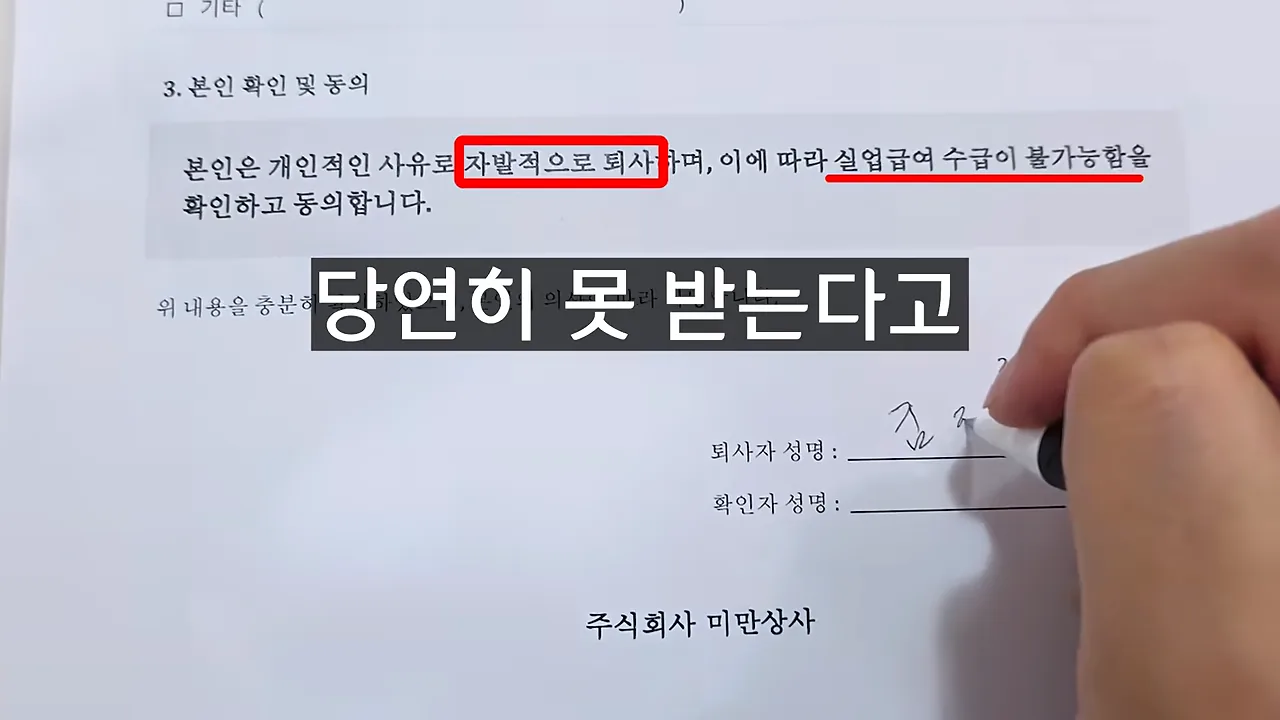 □ 기타 ( )
3. 본인 확인 및 동의
본인은 개인적인 사유로 자발적으로 퇴사하며, 이에 따라 실업급여 수급이 불가능함을
확인하고 동의합니다.
위 내용을 충분히
당연히 못 받는다고
퇴사자 성명 : 김
확인자 성명 :
주식회사 미만상사